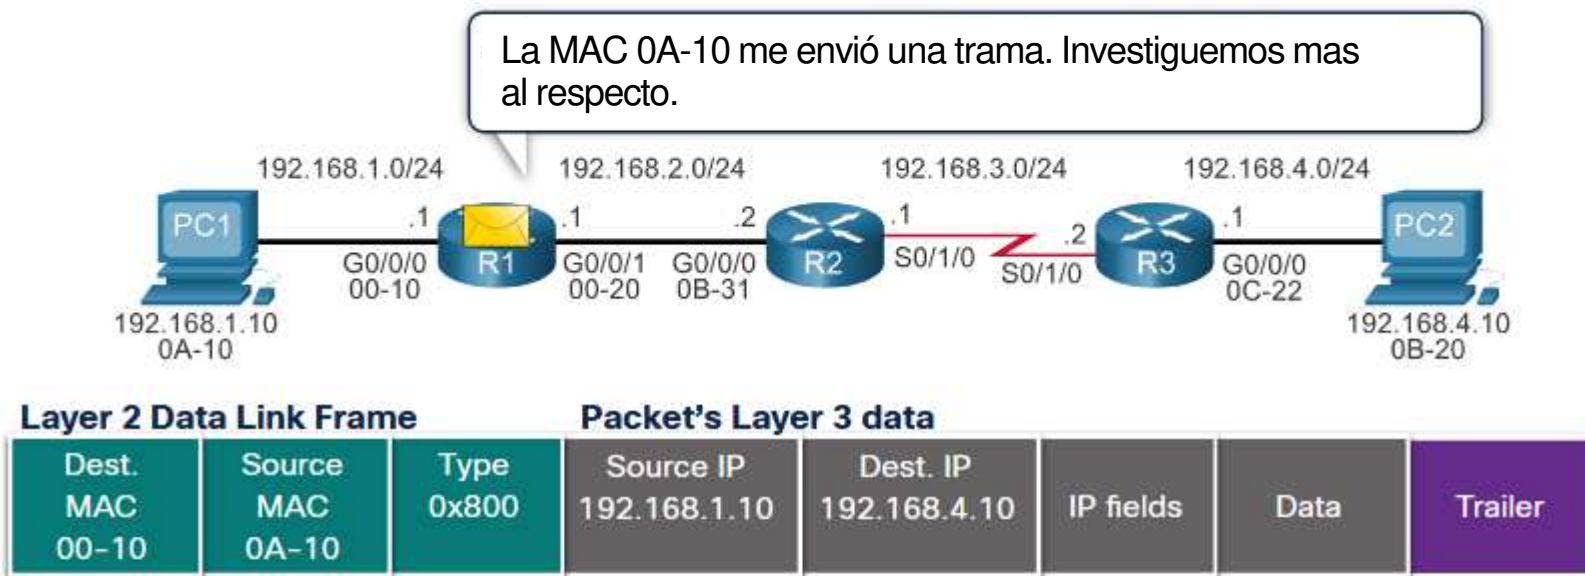 La MAC 0A-10 me envió una trama. Investiguemos mas
al respecto.
192.168.1.0/24
192.168.2.0/24
192.168.3.0/24
192.168.4.0/24
PC1
.1
R1
.1
.2
R2
.1
.2
R3
.1
PC2
G0/0/0
00-10
G0/0/1
00-20
G0/0/0
0B-31
S0/1/0
S0/1/0
G0/0/0
0C-22
192.168.1.10
0A-10
192.168.4.10
0B-20
Layer 2 Data Link Frame
Packet's Layer 3 data
Dest.
MAC
00-10
Source
MAC
0A-10
Type
0x800
Source IP
192.168.1.10
Dest. IP
192.168.4.10
IP fields
Data
Trailer